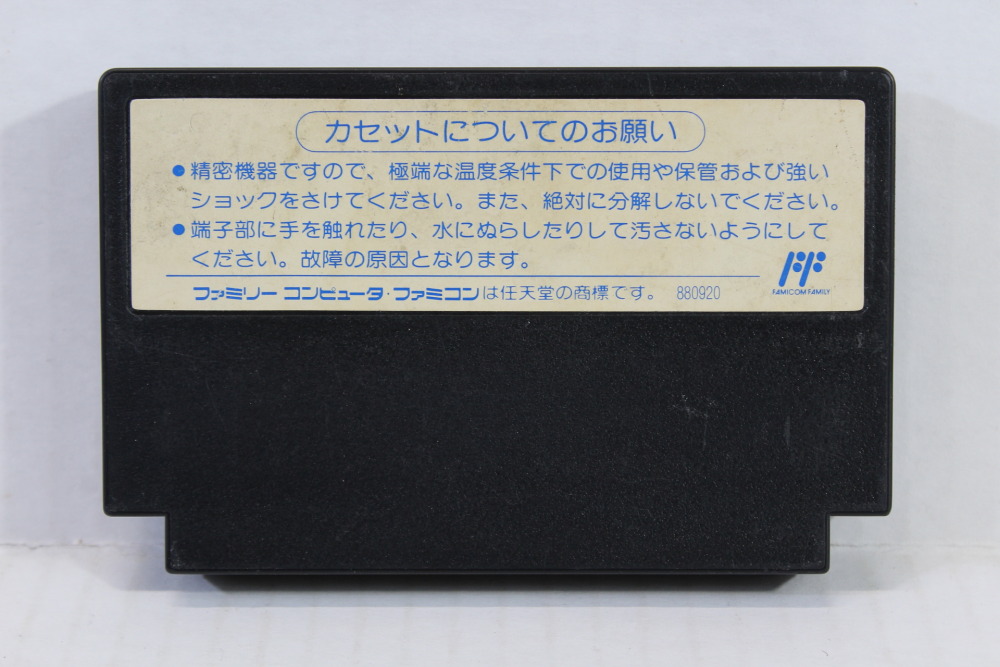 カセットについてのお願い
●精密機器ですので、極端な温度条件下での使用や保管および強い
ショックをさけてください。また、絶対に分解しないでください。
●端子部に手を触れたり、水にぬらしたりして汚さないようにして
ください。故障の原因となります。
ファミリー コンピュータ・ファミコンは任天堂の商標です。 880920
FAMICOM FAMILY